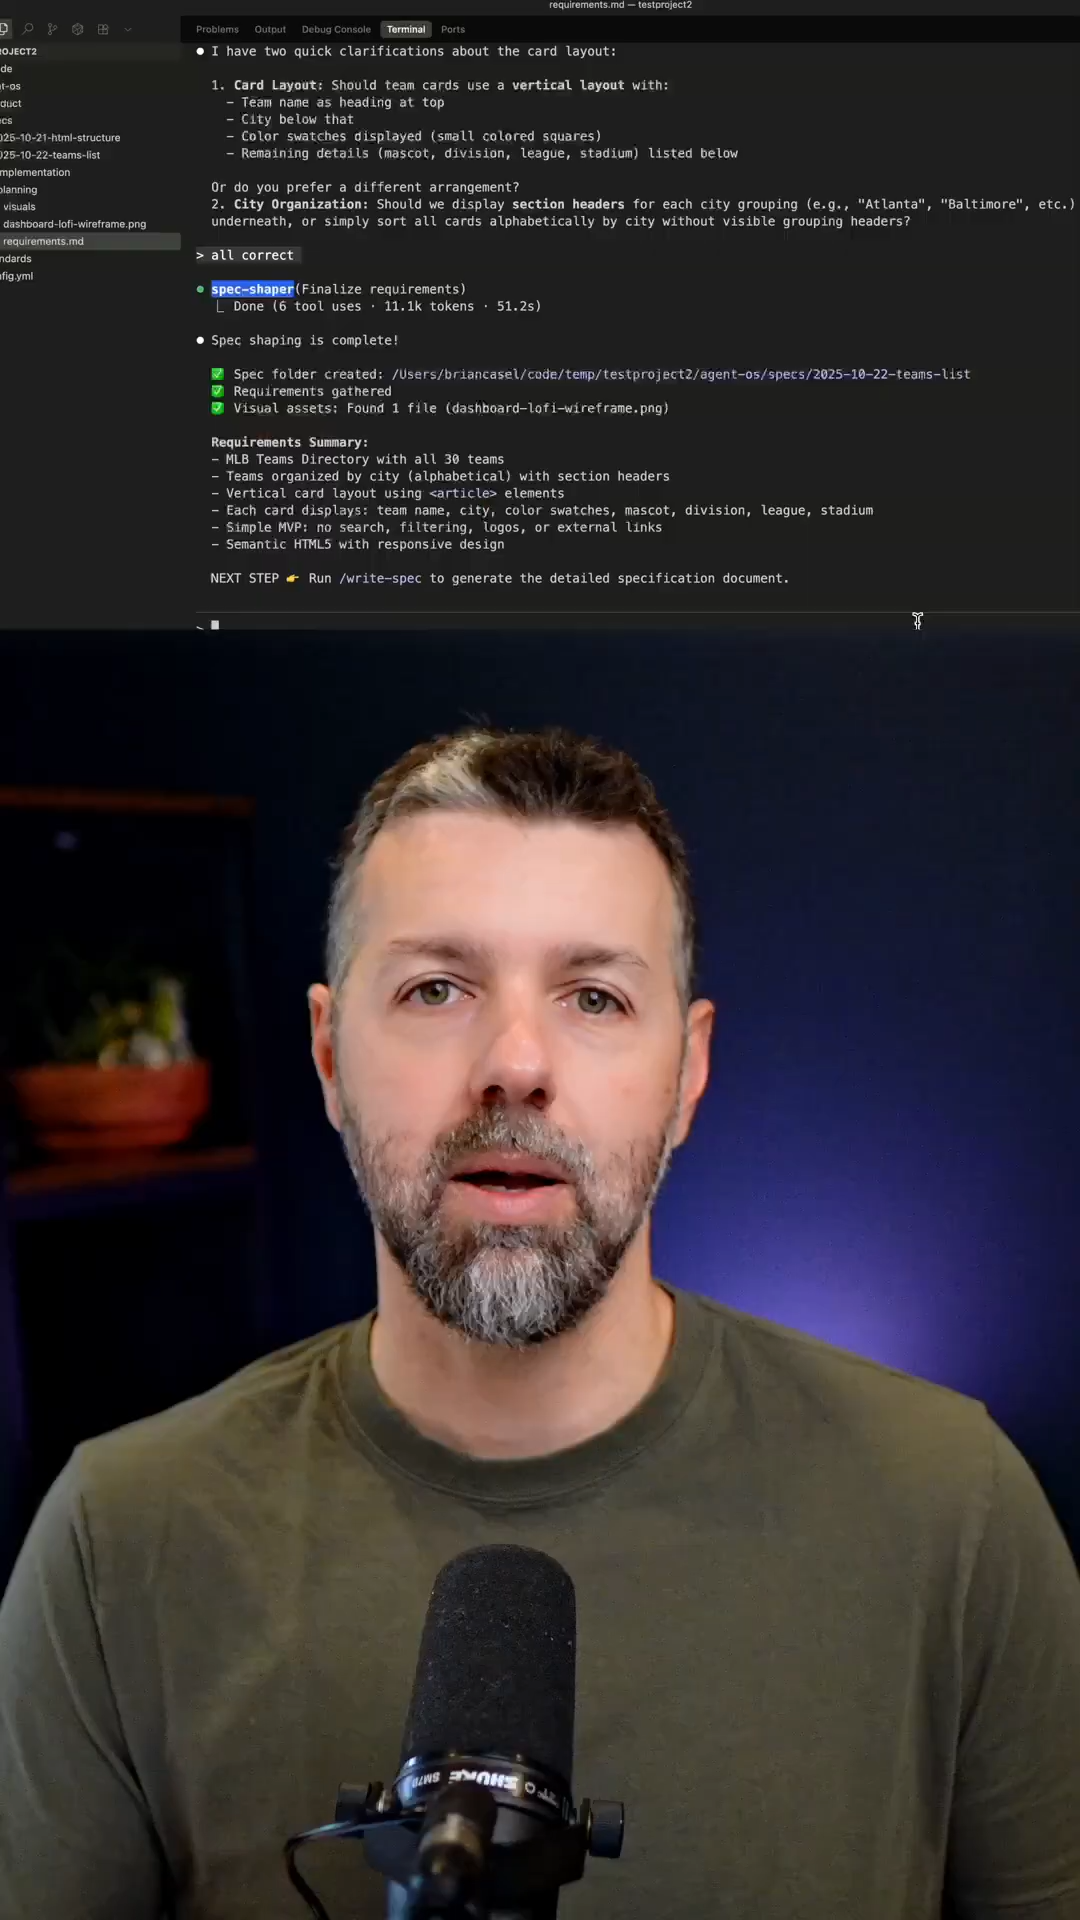 requirements.md — testproject2
Problems Output Debug Console Terminal Ports
ROJECT2
de
t-os
duct
ecs
025-10-21-html-structure
025-10-22-teams-list
mplementation
planning
visuals
dashboard-lofi-wireframe.png
requirements.md
ndards
nfig.yml
I have two quick clarifications about the card layout:
1. Card Layout: Should team cards use a vertical layout with:
- Team name as heading at top
- City below that
- Color swatches displayed (small colored squares)
- Remaining details (mascot, division, league, stadium) listed below
Or do you prefer a different arrangement?
2. City Organization: Should we display section headers for each city grouping (e.g., "Atlanta", "Baltimore", etc.)
underneath, or simply sort all cards alphabetically by city without visible grouping headers?
> all correct
spec-shaper(Finalize requirements)
Done (6 tool uses · 11.1k tokens · 51.2s)
Spec shaping is complete!
✅ Spec folder created: /Users/briancasel/code/temp/testproject2/agent-os/specs/2025-10-22-teams-list
✅ Requirements gathered
✅ Visual assets: Found 1 file (dashboard-lofi-wireframe.png)
Requirements Summary:
- MLB Teams Directory with all 30 teams
- Teams organized by city (alphabetical) with section headers
- Vertical card layout using <article> elements
- Each card displays: team name, city, color swatches, mascot, division, league, stadium
- Simple MVP: no search, filtering, logos, or external links
- Semantic HTML5 with responsive design
NEXT STEP 👉 Run /write-spec to generate the detailed specification document.
>
SM7B SHURE